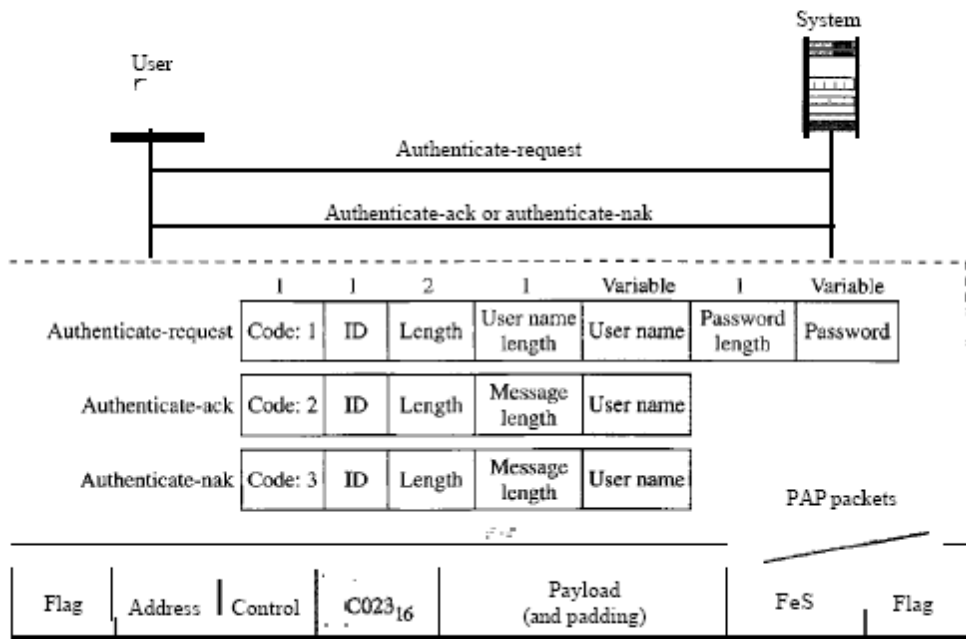 System
User
Authenticate-request
Authenticate-ack or authenticate-nak
1 1 2 1 Variable 1 Variable
Authenticate-request Code: 1 ID Length User name length User name Password length Password
Authenticate-ack Code: 2 ID Length Message length User name
Authenticate-nak Code: 3 ID Length Message length User name
PAP packets
Flag Address Control C023₁₆ Payload (and padding) FeS Flag